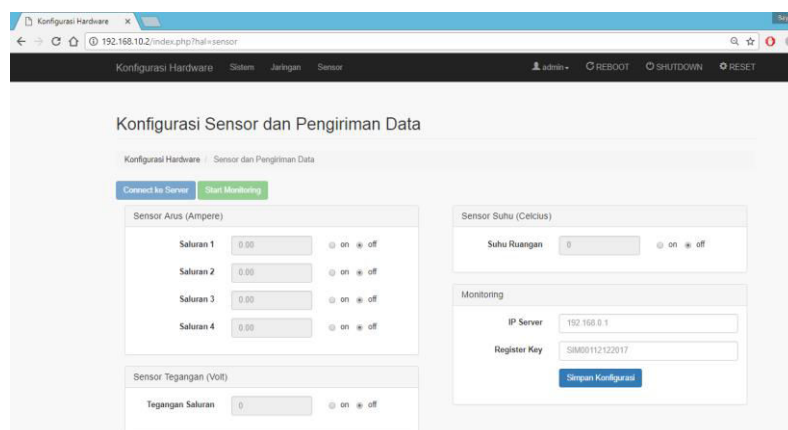 Konfigurasi Hardware
192.168.10.2/index.php?hal=sensor
Konfigurasi Hardware Sistem Jaringan Sensor admin REBOOT SHUTDOWN RESET
Konfigurasi Sensor dan Pengiriman Data
Konfigurasi Hardware / Sensor dan Pengiriman Data
Connect ke Server Start Monitoring
Sensor Arus (Ampere)
Saluran 1 0.00 on off
Saluran 2 0.00 on off
Saluran 3 0.00 on off
Saluran 4 0.00 on off
Sensor Tegangan (Volt)
Tegangan Saluran 0 on off
Sensor Suhu (Celcius)
Suhu Ruangan 0 on off
Monitoring
IP Server 192.168.0.1
Register Key SIM00112122017
Simpan Konfigurasi